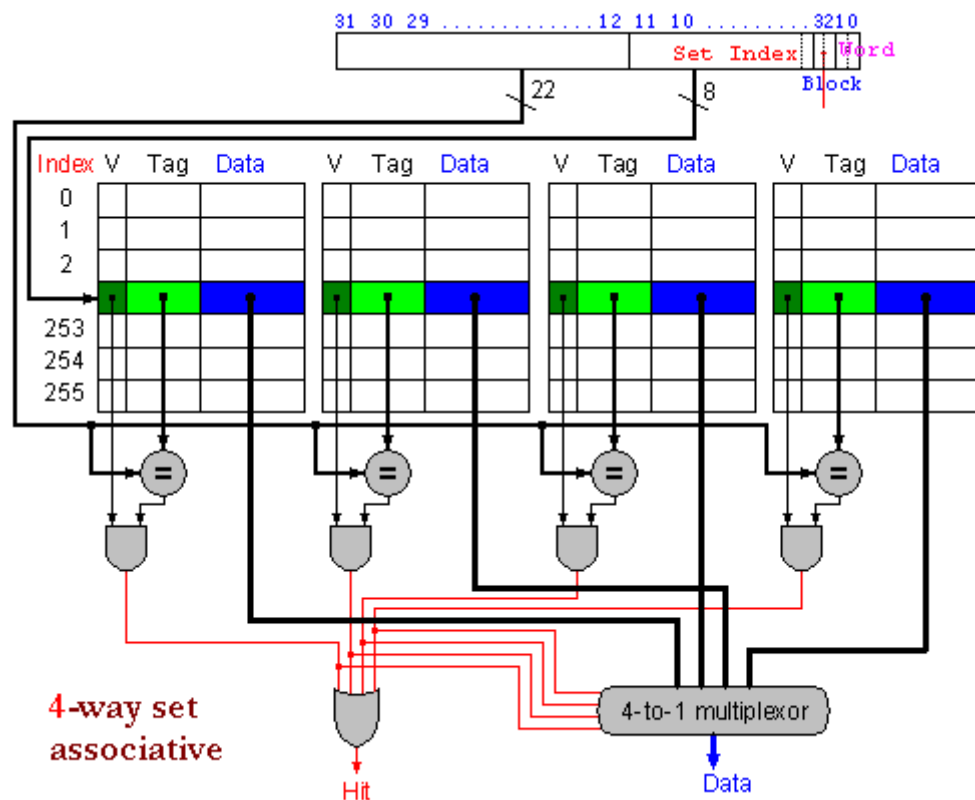 31 30 29 . . . . . . . . . . . . 12 11 10 . . . . . . . . . 3210
Set Index Word
Block
22 8
Index V Tag Data V Tag Data V Tag Data V Tag Data
0
1
2
253
254
255
= = = =
4-way set
associative
4-to-1 multiplexor
Hit
Data